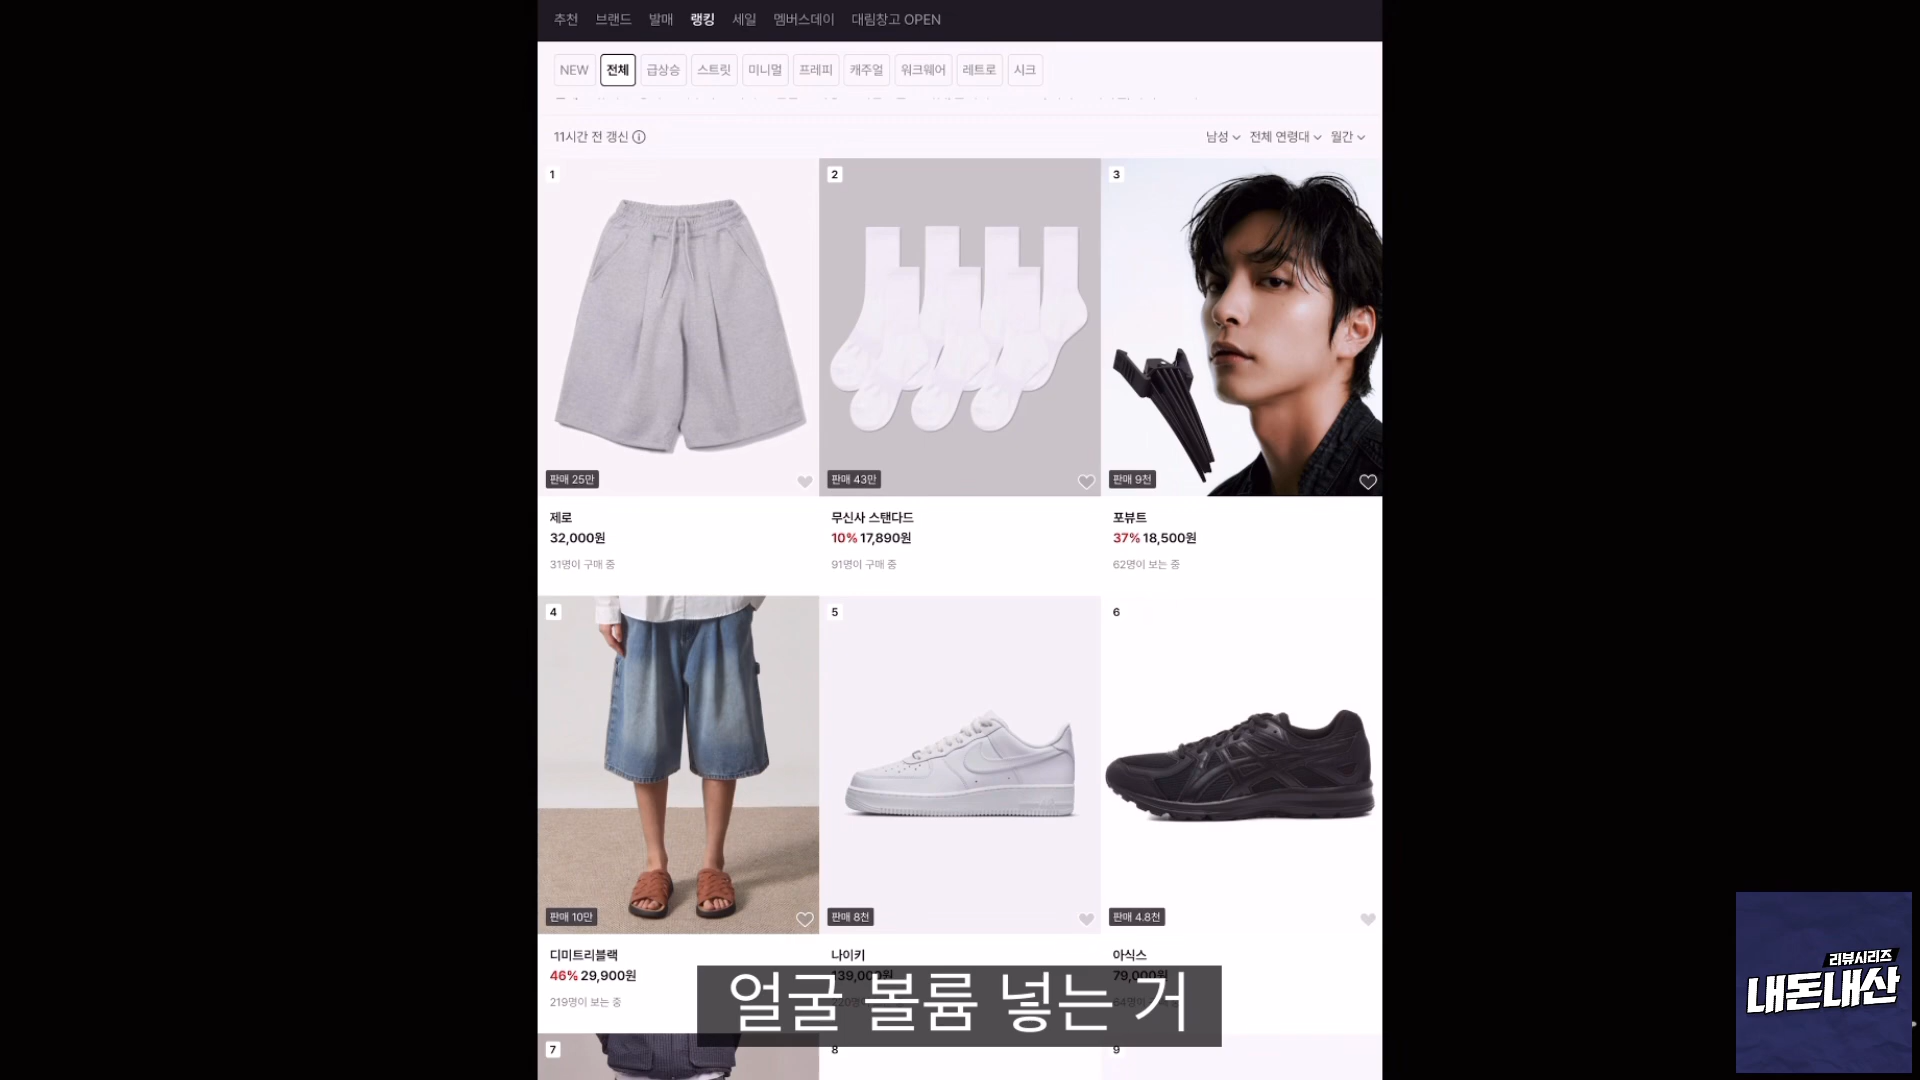 추천 브랜드 발매 랭킹 세일 멤버스데이 대림창고 OPEN
NEW 전체 급상승 스트릿 미니멀 프레피 캐주얼 워크웨어 레트로 시크
11시간 전 갱신
남성 전체 연령대 월간
1
2
3
판매 25만
판매 43만
판매 9천
제로
32,000원
31명이 구매 중
무신사 스탠다드
10% 17,890원
91명이 구매 중
포뷰트
37% 18,500원
62명이 보는 중
4
5
6
판매 10만
판매 8천
판매 4.8천
디미트리블랙
46% 29,900원
219명이 보는 중
나이키
139,000원
아식스
79,000원
얼굴 볼륨 넣는 거
7
8
9
리뷰시리즈
내돈내산